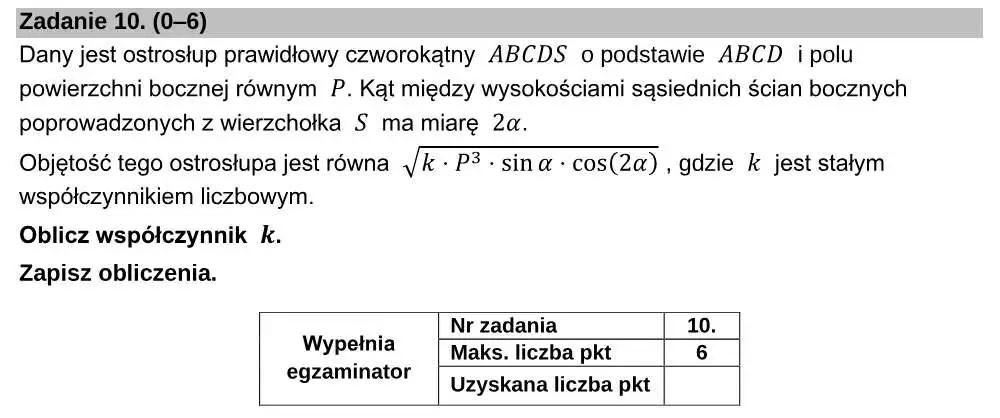 Zadanie 10. (0–6)
Dany jest ostrosłup prawidłowy czworokątny ABCDS o podstawie ABCD i polu
powierzchni bocznej równym P. Kąt między wysokościami sąsiednich ścian bocznych
poprowadzonych z wierzchołka S ma miarę 2α.
Objętość tego ostrosłupa jest równa √(k · P³ · sin α · cos(2α)) , gdzie k jest stałym
współczynnikiem liczbowym.
Oblicz współczynnik k.
Zapisz obliczenia.
Wypełnia
egzaminator
Nr zadania 10.
Maks. liczba pkt 6
Uzyskana liczba pkt